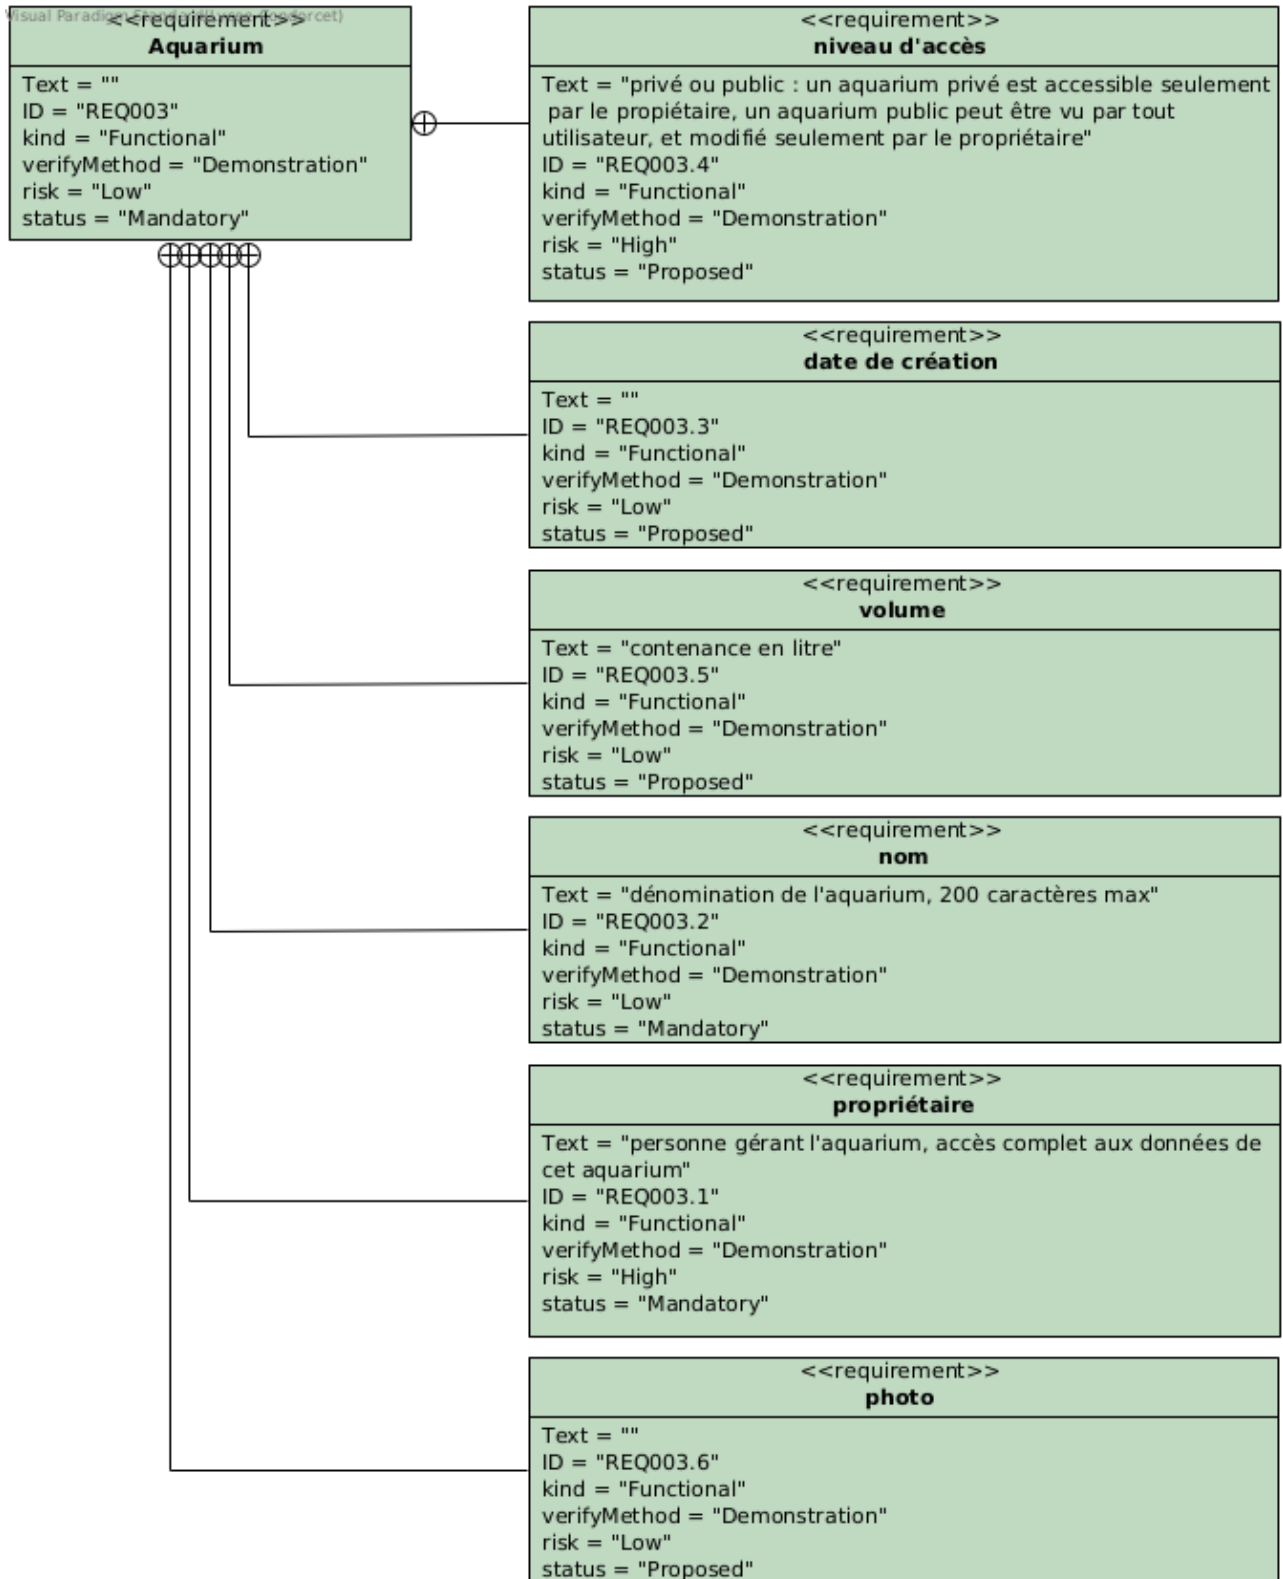 Visual Paradigm Standard(Lycee Condorcet)
<<requirement>>
Aquarium
Text = ""
ID = "REQ003"
kind = "Functional"
verifyMethod = "Demonstration"
risk = "Low"
status = "Mandatory"
<<requirement>>
niveau d'accès
Text = "privé ou public : un aquarium privé est accessible seulement
par le propiétaire, un aquarium public peut être vu par tout
utilisateur, et modifié seulement par le propriétaire"
ID = "REQ003.4"
kind = "Functional"
verifyMethod = "Demonstration"
risk = "High"
status = "Proposed"
<<requirement>>
date de création
Text = ""
ID = "REQ003.3"
kind = "Functional"
verifyMethod = "Demonstration"
risk = "Low"
status = "Proposed"
<<requirement>>
volume
Text = "contenance en litre"
ID = "REQ003.5"
kind = "Functional"
verifyMethod = "Demonstration"
risk = "Low"
status = "Proposed"
<<requirement>>
nom
Text = "dénomination de l'aquarium, 200 caractères max"
ID = "REQ003.2"
kind = "Functional"
verifyMethod = "Demonstration"
risk = "Low"
status = "Mandatory"
<<requirement>>
propriétaire
Text = "personne gérant l'aquarium, accès complet aux données de
cet aquarium"
ID = "REQ003.1"
kind = "Functional"
verifyMethod = "Demonstration"
risk = "High"
status = "Mandatory"
<<requirement>>
photo
Text = ""
ID = "REQ003.6"
kind = "Functional"
verifyMethod = "Demonstration"
risk = "Low"
status = "Proposed"